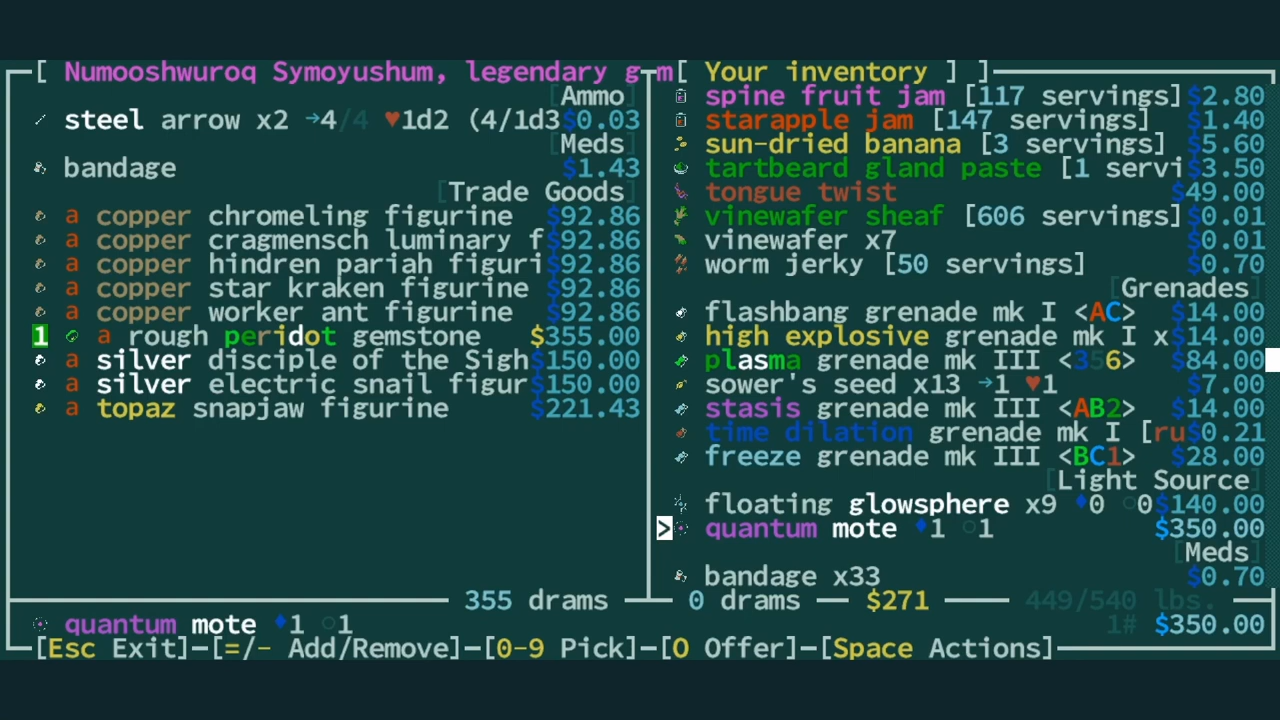 [ Numooshwuroq Symoyushum, legendary g m
[Ammo]
steel arrow x2 →4/4 ♥1d2 (4/1d3 $0.03
[Meds]
bandage $1.43
[Trade Goods]
a copper chromeling figurine $92.86
a copper cragmensch luminary f $92.86
a copper hindren pariah figuri $92.86
a copper star kraken figurine $92.86
a copper worker ant figurine $92.86
1 a rough peridot gemstone $355.00
a silver disciple of the Sigh $150.00
a silver electric snail figur $150.00
a topaz snapjaw figurine $221.43
[ Your inventory ] ]
spine fruit jam [117 servings] $2.80
starapple jam [147 servings] $1.40
sun-dried banana [3 servings] $5.60
tartbeard gland paste [1 servi $3.50
tongue twist $49.00
vinewafer sheaf [606 servings] $0.01
vinewafer x7 $0.01
worm jerky [50 servings] $0.70
[Grenades]
flashbang grenade mk I <AC> $14.00
high explosive grenade mk I x $14.00
plasma grenade mk III <356> $84.00
sower's seed x13 →1 ♥1 $7.00
stasis grenade mk III <AB2> $14.00
time dilation grenade mk I [ru $0.21
freeze grenade mk III <BC1> $28.00
[Light Source]
floating glowsphere x9 ♦0 ○0 $140.00
> quantum mote ♦1 ○1 $350.00
[Meds]
bandage x33 $0.70
355 drams 0 drams $271 449/540 lbs.
quantum mote ♦1 ○1 1# $350.00
[Esc Exit]-[=/- Add/Remove]-[0-9 Pick]-[O Offer]-[Space Actions]